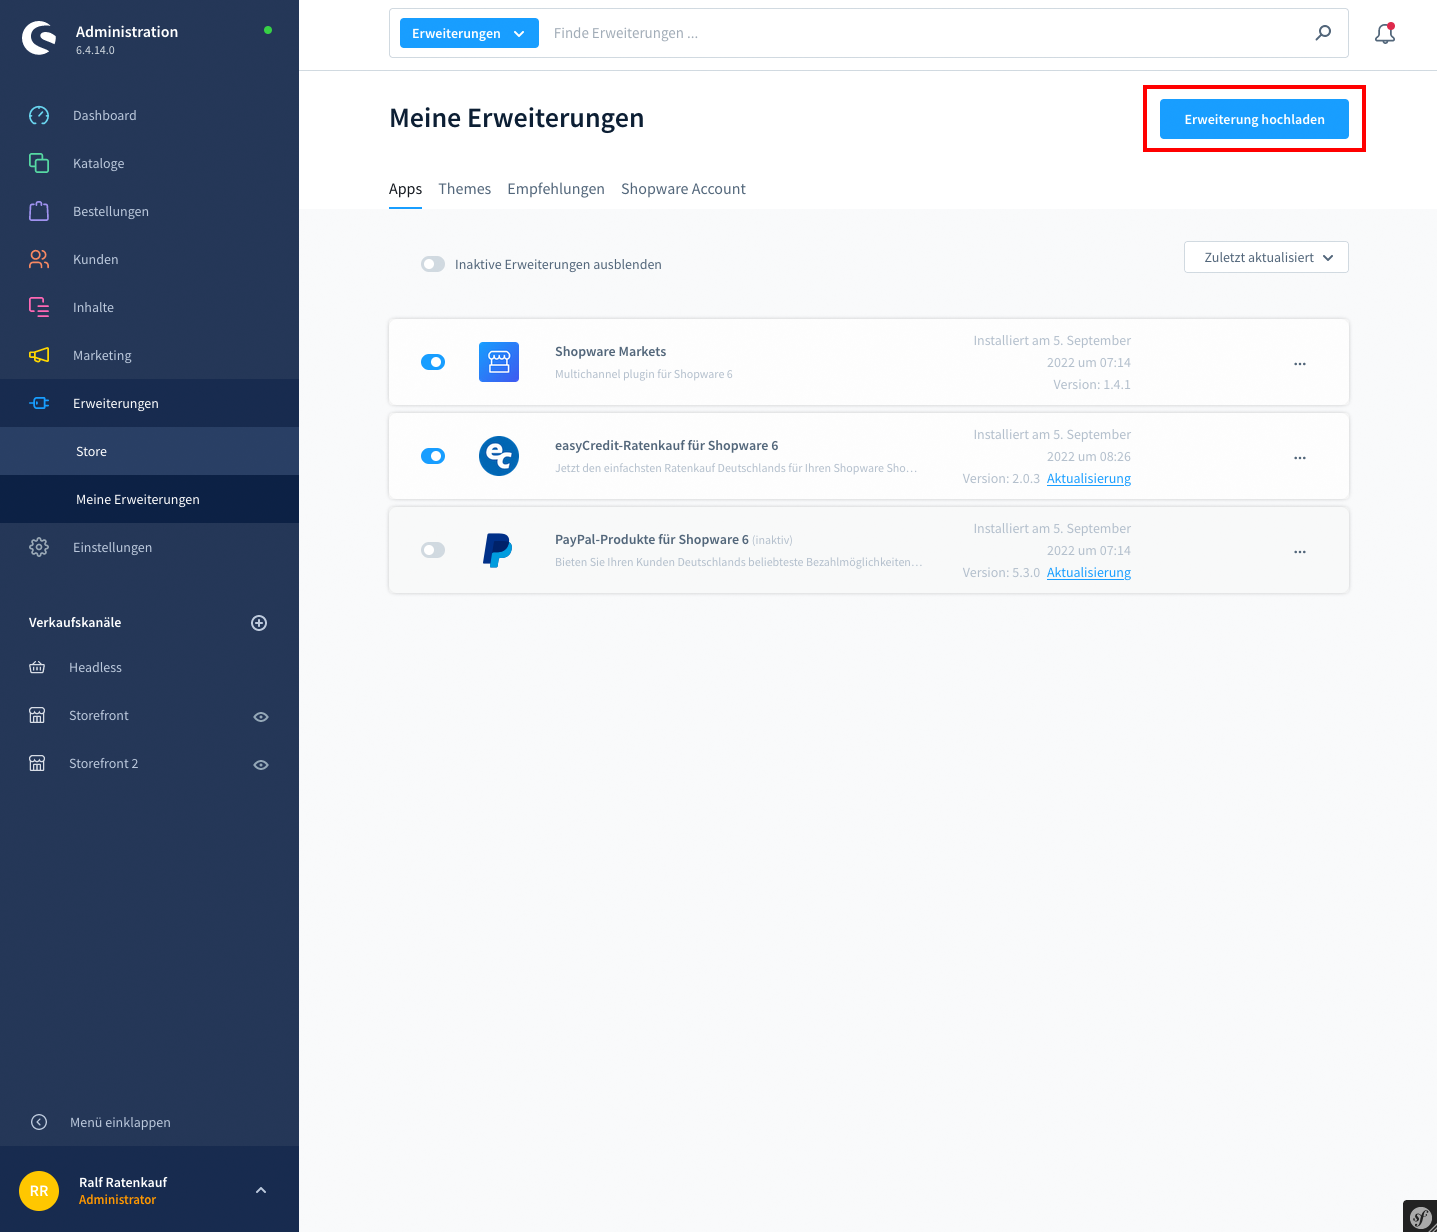 Administration
6.4.14.0
Dashboard
Kataloge
Bestellungen
Kunden
Inhalte
Marketing
Erweiterungen
Store
Meine Erweiterungen
Einstellungen
Verkaufskanäle
Headless
Storefront
Storefront 2
Menü einklappen
RR
Ralf Ratenkauf
Administrator
Erweiterungen
Finde Erweiterungen ...
Meine Erweiterungen
Erweiterung hochladen
Apps Themes Empfehlungen Shopware Account
Inaktive Erweiterungen ausblenden
Zuletzt aktualisiert
Shopware Markets
Multichannel plugin für Shopware 6
Installiert am 5. September
2022 um 07:14
Version: 1.4.1
ec
easyCredit-Ratenkauf für Shopware 6
Jetzt den einfachsten Ratenkauf Deutschlands für Ihren Shopware Sho...
Installiert am 5. September
2022 um 08:26
Version: 2.0.3 Aktualisierung
PayPal-Produkte für Shopware 6 (inaktiv)
Bieten Sie Ihren Kunden Deutschlands beliebteste Bezahlmöglichkeiten...
Installiert am 5. September
2022 um 07:14
Version: 5.3.0 Aktualisierung
sf